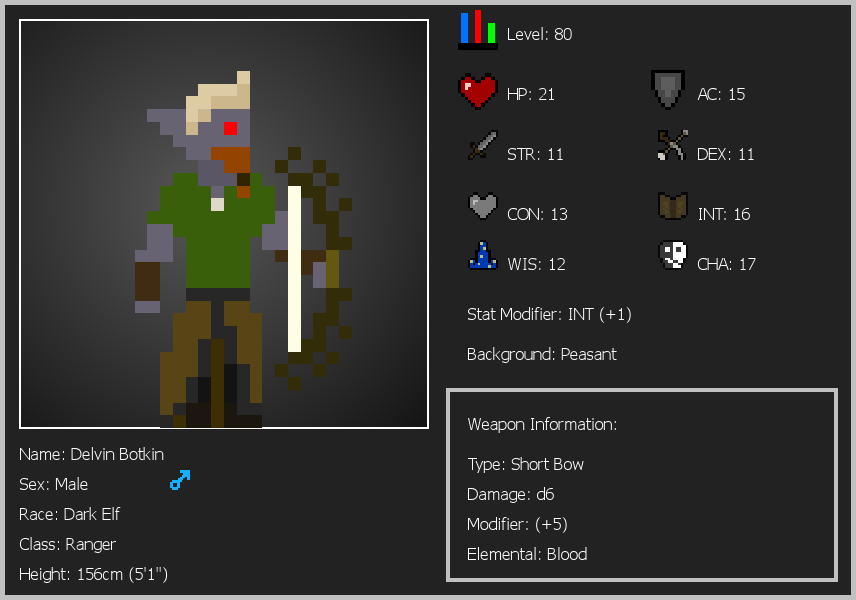 Level: 80
HP: 21
AC: 15
STR: 11
DEX: 11
CON: 13
INT: 16
WIS: 12
CHA: 17
Stat Modifier: INT (+1)
Background: Peasant
Weapon Information:
Type: Short Bow
Damage: d6
Modifier: (+5)
Elemental: Blood
Name: Delvin Botkin
Sex: Male
Race: Dark Elf
Class: Ranger
Height: 156cm (5'1")